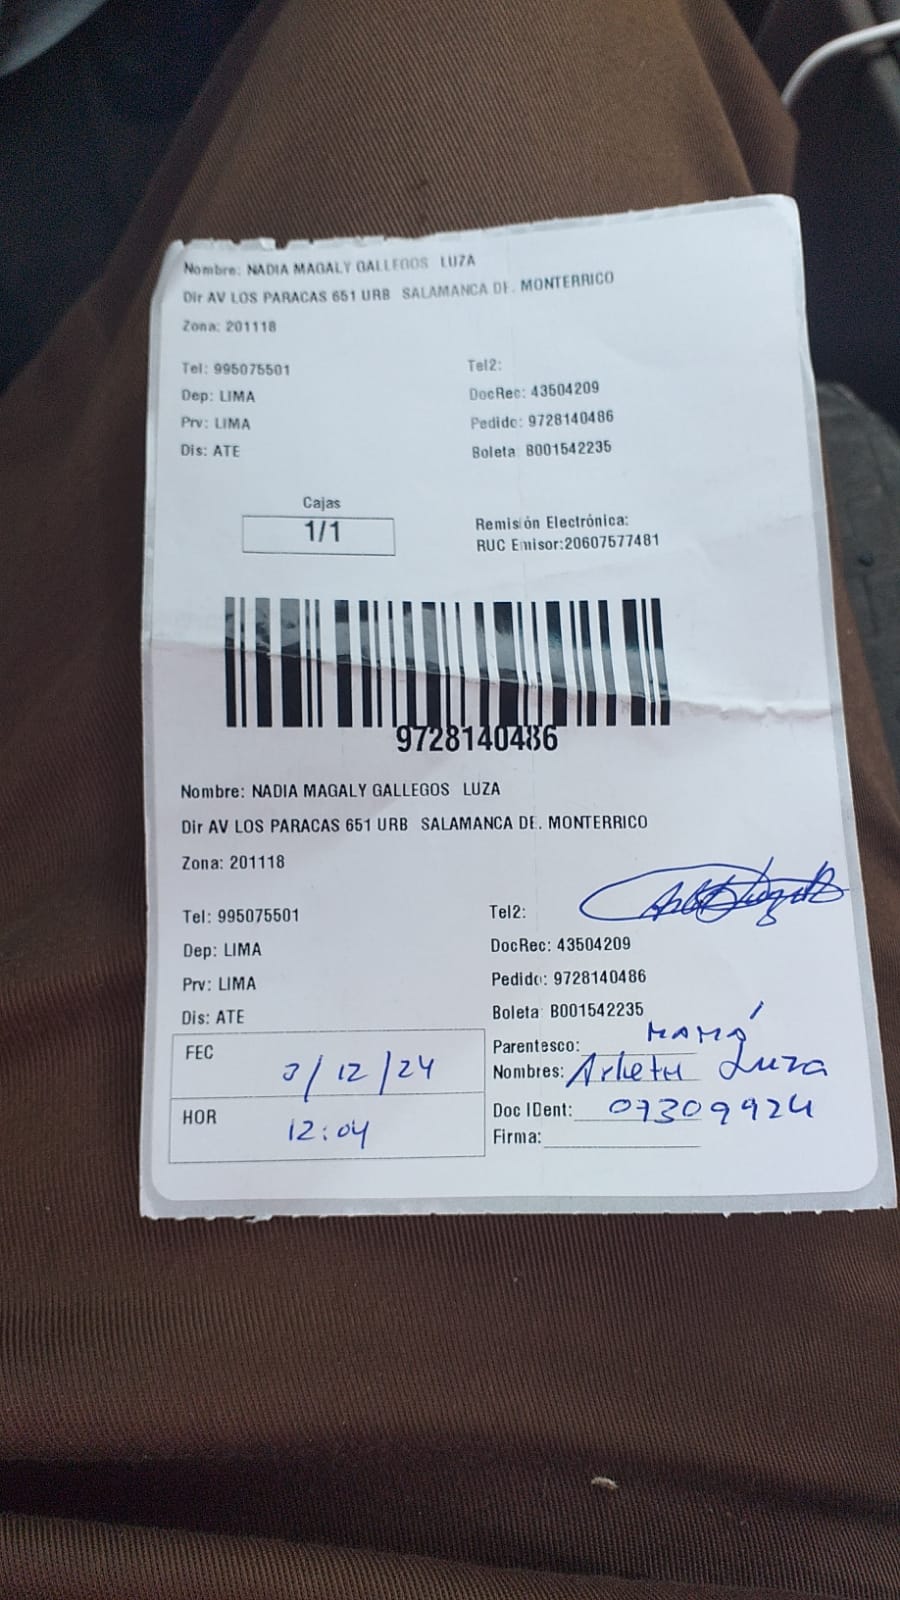 Nombre: NADIA MAGALY GALLEGOS LUZA
Dir AV LOS PARACAS 651 URB SALAMANCA DE. MONTERRICO
Zona: 201118
Tel: 995075501 Tel2:
Dep: LIMA DocRec: 43504209
Prv: LIMA Pedido: 9728140486
Dis: ATE Boleta B001542235
Cajas
1/1
Remisión Electrónica:
RUC Emisor:20607577481
9728140486
Nombre: NADIA MAGALY GALLEGOS LUZA
Dir AV LOS PARACAS 651 URB SALAMANCA DE. MONTERRICO
Zona: 201118
Tel: 995075501 Tel2:
Dep: LIMA DocRec: 43504209
Prv: LIMA Pedido: 9728140486
Dis: ATE Boleta B001542235
FEC 3/12/24
HOR 12:04
Parentesco: MAMÁ
Nombres: Arleth Luza
Doc IDent: 07309924
Firma: